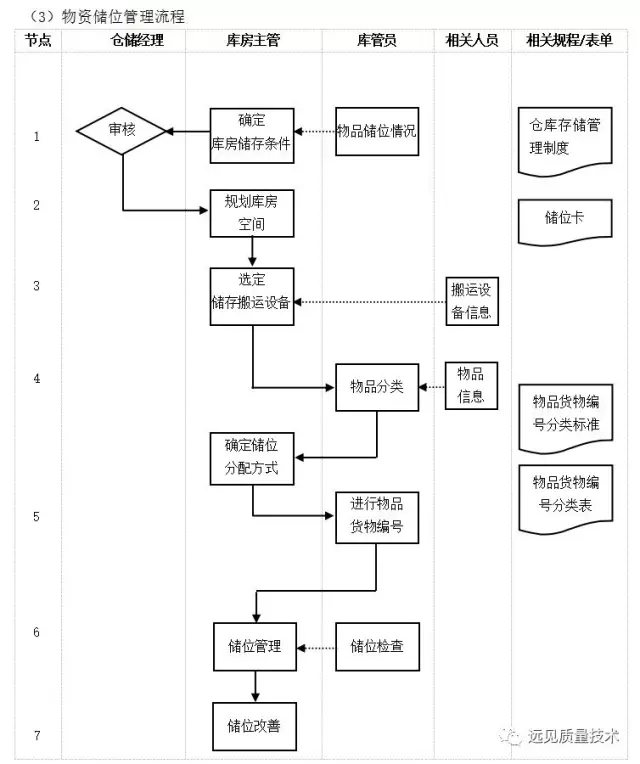 (3)物资储位管理流程
节点 仓储经理 库房主管 库管员 相关人员 相关规程/表单
1
审核
确定
库房储存条件
物品储位情况
仓库存储管
理制度
2
规划库房
空间
储位卡
3
选定
储存搬运设备
搬运设
备信息
4
物品分类
物品
信息
物品货物编
号分类标准
确定储位
分配方式
5
进行物品
货物编号
物品货物编
号分类表
6
储位管理
储位检查
7
储位改善
远见质量技术